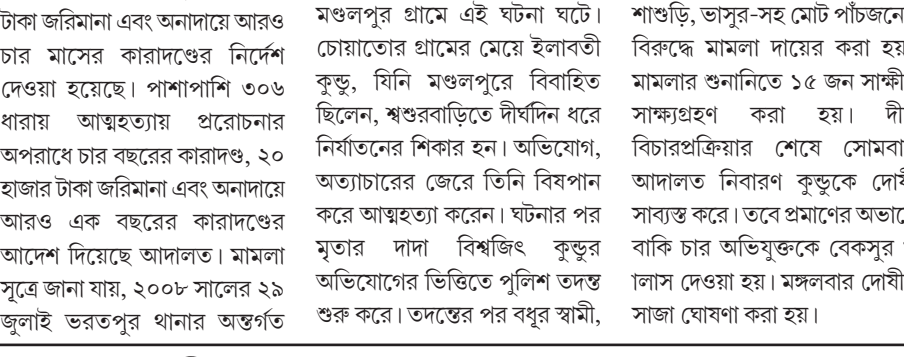 টাকা জরিমানা এবং অনাদায়ে আরও
চার মাসের কারাদণ্ডের নির্দেশ
দেওয়া হয়েছে। পাশাপাশি ৩০৬
ধারায় আত্মহত্যায় প্ররোচনার
অপরাধে চার বছরের কারাদণ্ড, ২০
হাজার টাকা জরিমানা এবং অনাদায়ে
আরও এক বছরের কারাদণ্ডের
আদেশ দিয়েছে আদালত। মামলা
সূত্রে জানা যায়, ২০০৮ সালের ২৯
জুলাই ভরতপুর থানার অন্তর্গত
মণ্ডলপুর গ্রামে এই ঘটনা ঘটে।
চোয়াতোর গ্রামের মেয়ে ইলাবতী
কুন্ডু, যিনি মণ্ডলপুরে বিবাহিত
ছিলেন, শ্বশুরবাড়িতে দীর্ঘদিন ধরে
নির্যাতনের শিকার হন। অভিযোগ,
অত্যাচারের জেরে তিনি বিষপান
করে আত্মহত্যা করেন। ঘটনার পর
মৃতার দাদা বিশ্বজিৎ কুন্ডুর
অভিযোগের ভিত্তিতে পুলিশ তদন্ত
শুরু করে। তদন্তের পর বধূর স্বামী,
শাশুড়ি, ভাসুর-সহ মোট পাঁচজনে
বিরুদ্ধে মামলা দায়ের করা হয়
মামলার শুনানিতে ১৫ জন সাক্ষী
সাক্ষ্যগ্রহণ করা হয়। দী
বিচারপ্রক্রিয়ার শেষে সোমবা
আদালত নিবারণ কুন্ডুকে দোষী
সাব্যস্ত করে। তবে প্রমাণের অভাবে
বাকি চার অভিযুক্তকে বেকসুর
ালাস দেওয়া হয়। মঙ্গলবার দোষী
সাজা ঘোষণা করা হয়।